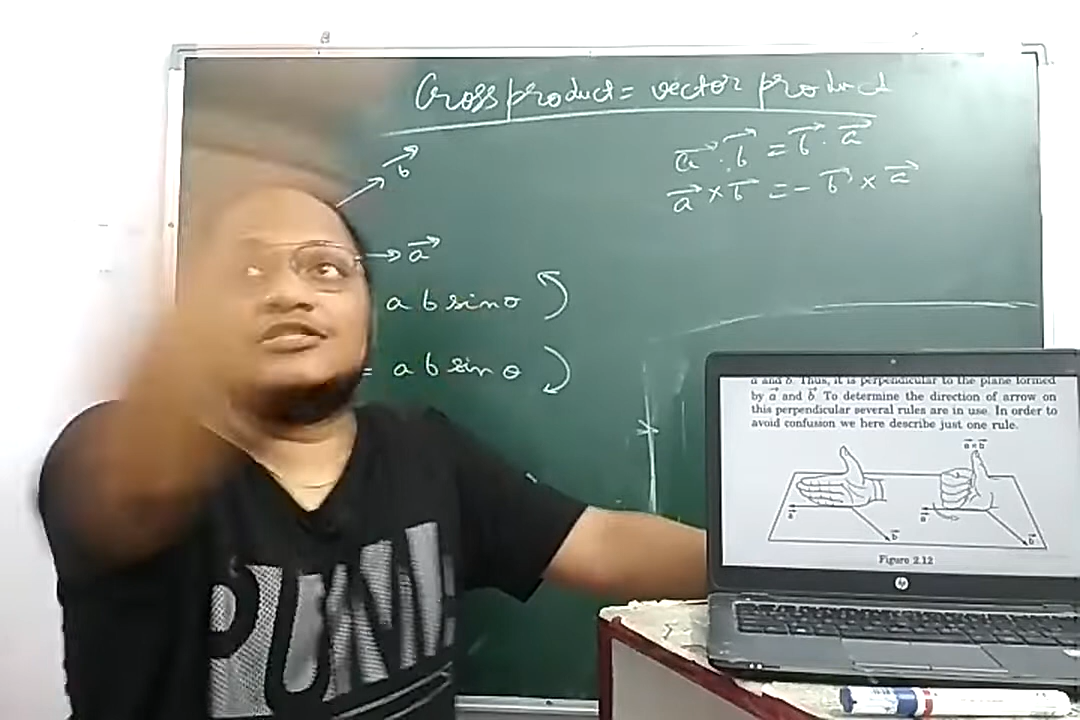 Cross product = vector product
a⃗ · b⃗ = b⃗ · a⃗
a⃗ × b⃗ = - b⃗ × a⃗
b⃗
a⃗
a b sin θ
= a b sin θ
a and b. Thus, it is perpendicular to the plane formed
by a⃗ and b⃗. To determine the direction of arrow on
this perpendicular several rules are in use. In order to
avoid confusion we here describe just one rule.
a⃗ × b⃗
a⃗
b⃗
a⃗
b⃗
Figure 2.12
hp
PUMA